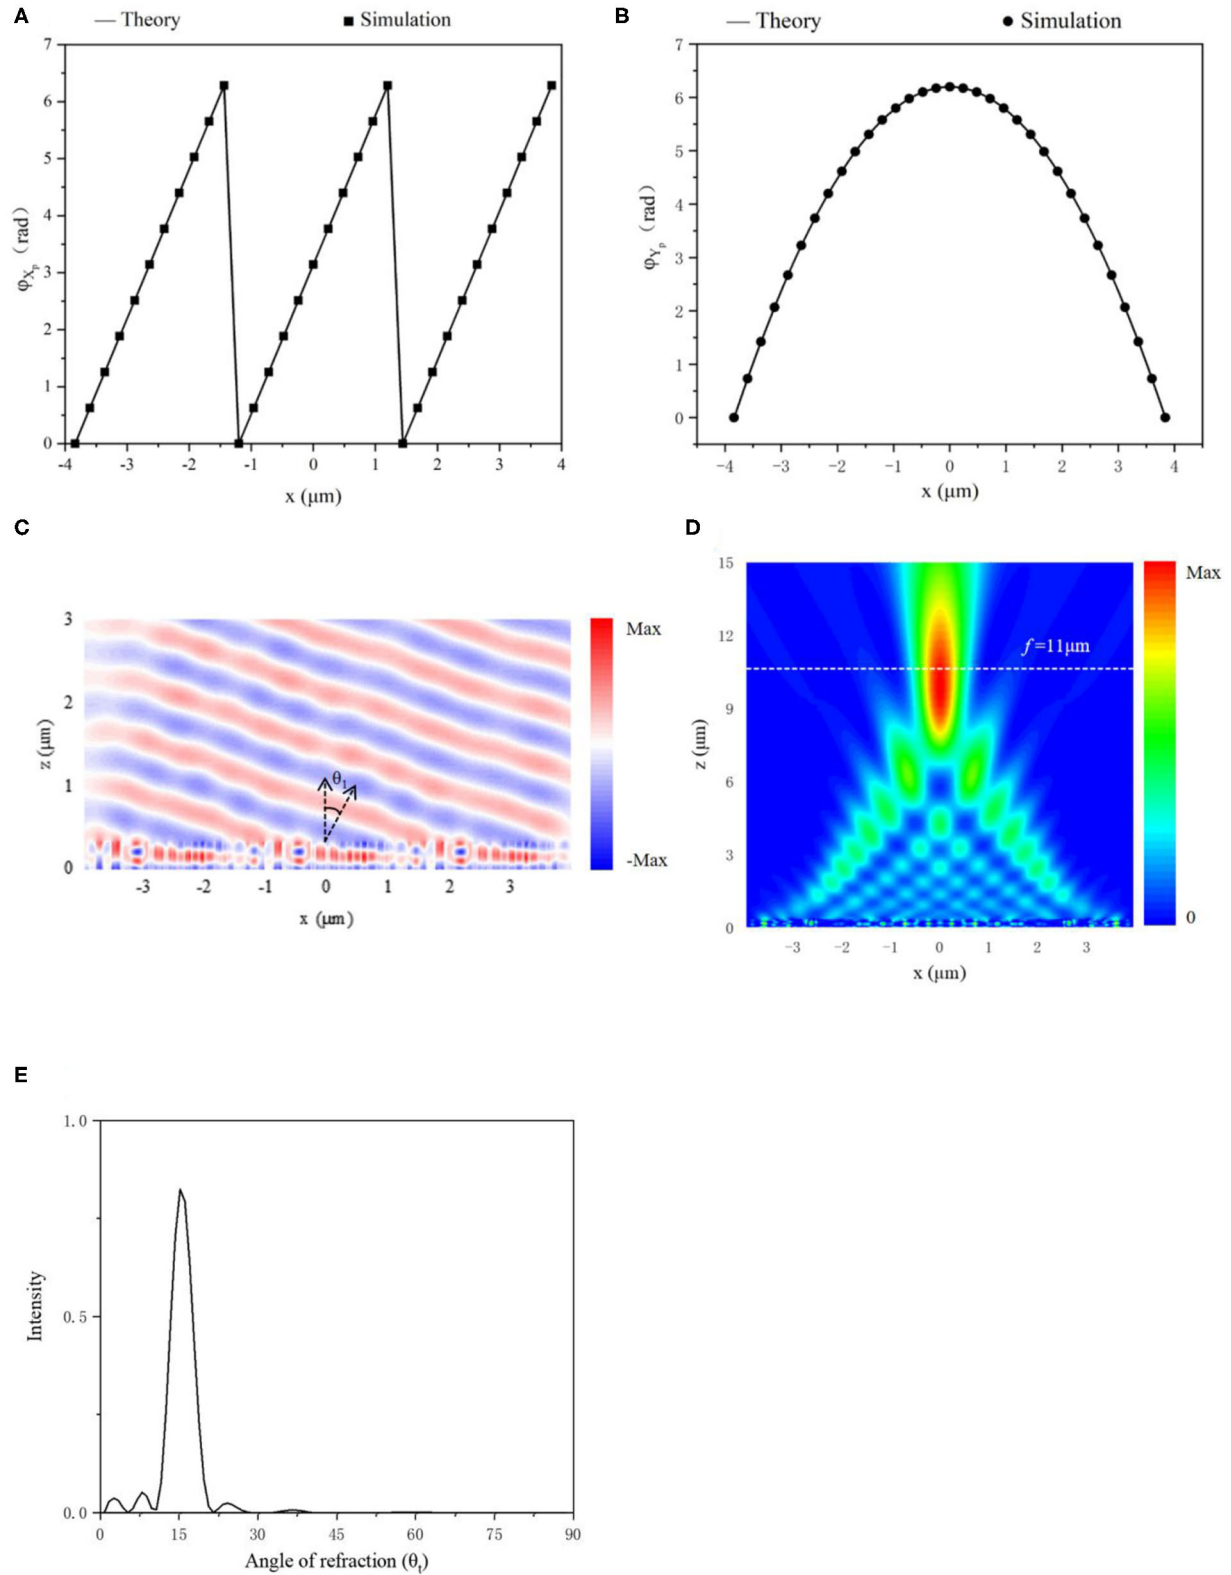 A
— Theory
■ Simulation
7
6
5
4
3
2
1
0
-4 -3 -2 -1 0 1 2 3 4
φXp (rad)
x (μm)
B
— Theory
● Simulation
7
6
5
4
3
2
1
0
−4 −3 −2 −1 0 1 2 3 4
φYp (rad)
x (μm)
C
3
2
1
0
z (μm)
θ1
-3 -2 -1 0 1 2 3
x (μm)
Max
-Max
D
15
12
9
6
3
0
z (μm)
f=11μm
−3 −2 −1 0 1 2 3
x (μm)
Max
0
E
1.0
0.5
0.0
Intensity
0 15 30 45 60 75 90
Angle of refraction (θt)